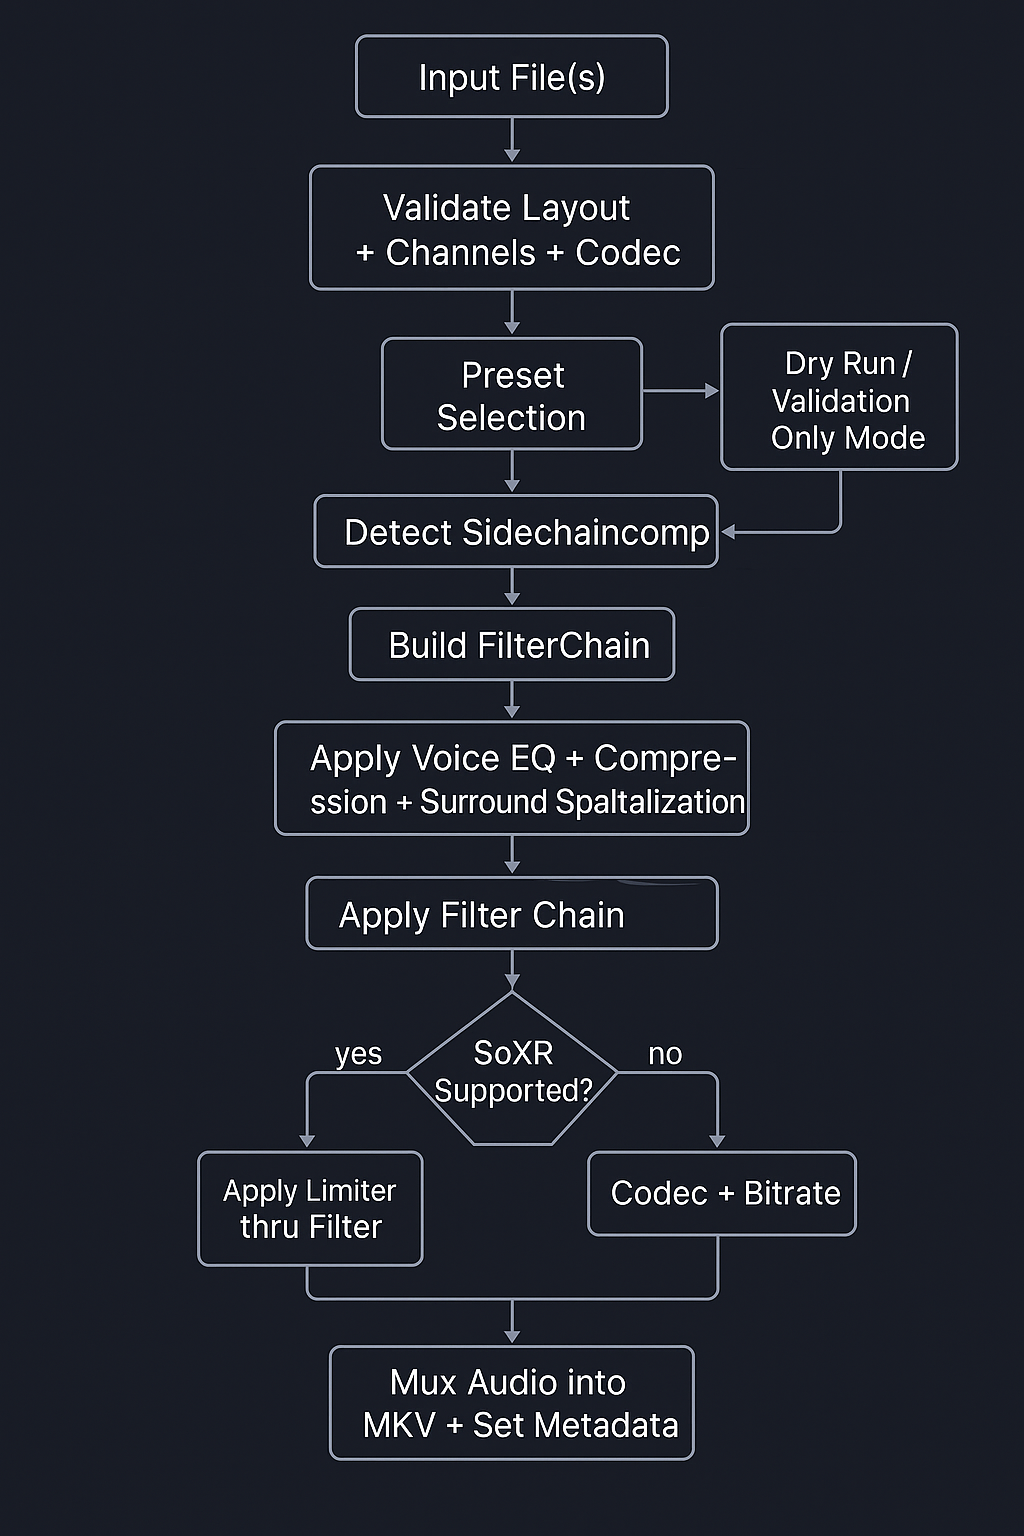 Input File(s)
Validate Layout
+ Channels + Codec
Preset
Selection
Dry Run /
Validation
Only Mode
Detect Sidechaincomp
Build FilterChain
Apply Voice EQ + Compre-
ssion + Surround Spaltalization
Apply Filter Chain
SoXR
Supported?
yes
no
Apply Limiter
thru Filter
Codec + Bitrate
Mux Audio into
MKV + Set Metadata